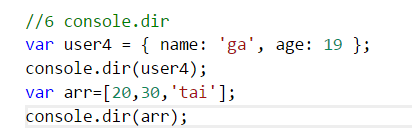 //6 console.dir
var user4 = { name: 'ga', age: 19 };
console.dir(user4);
var arr=[20,30,'tai'];
console.dir(arr);